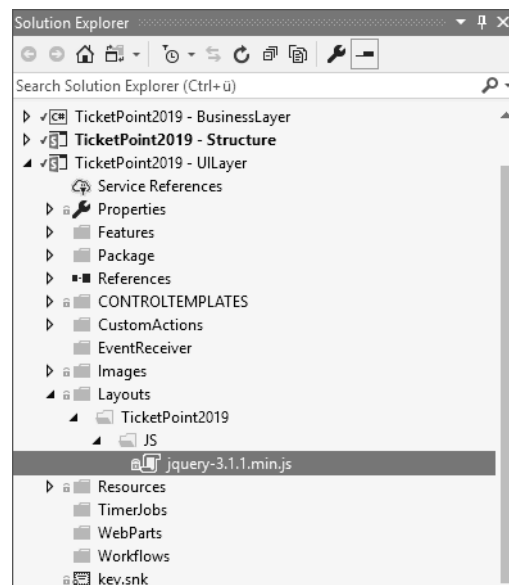 Solution Explorer
Search Solution Explorer (Ctrl+ü)
C# TicketPoint2019 - BusinessLayer
TicketPoint2019 - Structure
TicketPoint2019 - UILayer
Service References
Properties
Features
Package
References
CONTROLTEMPLATES
CustomActions
EventReceiver
Images
Layouts
TicketPoint2019
JS
jquery-3.1.1.min.js
Resources
TimerJobs
WebParts
Workflows
key.snk